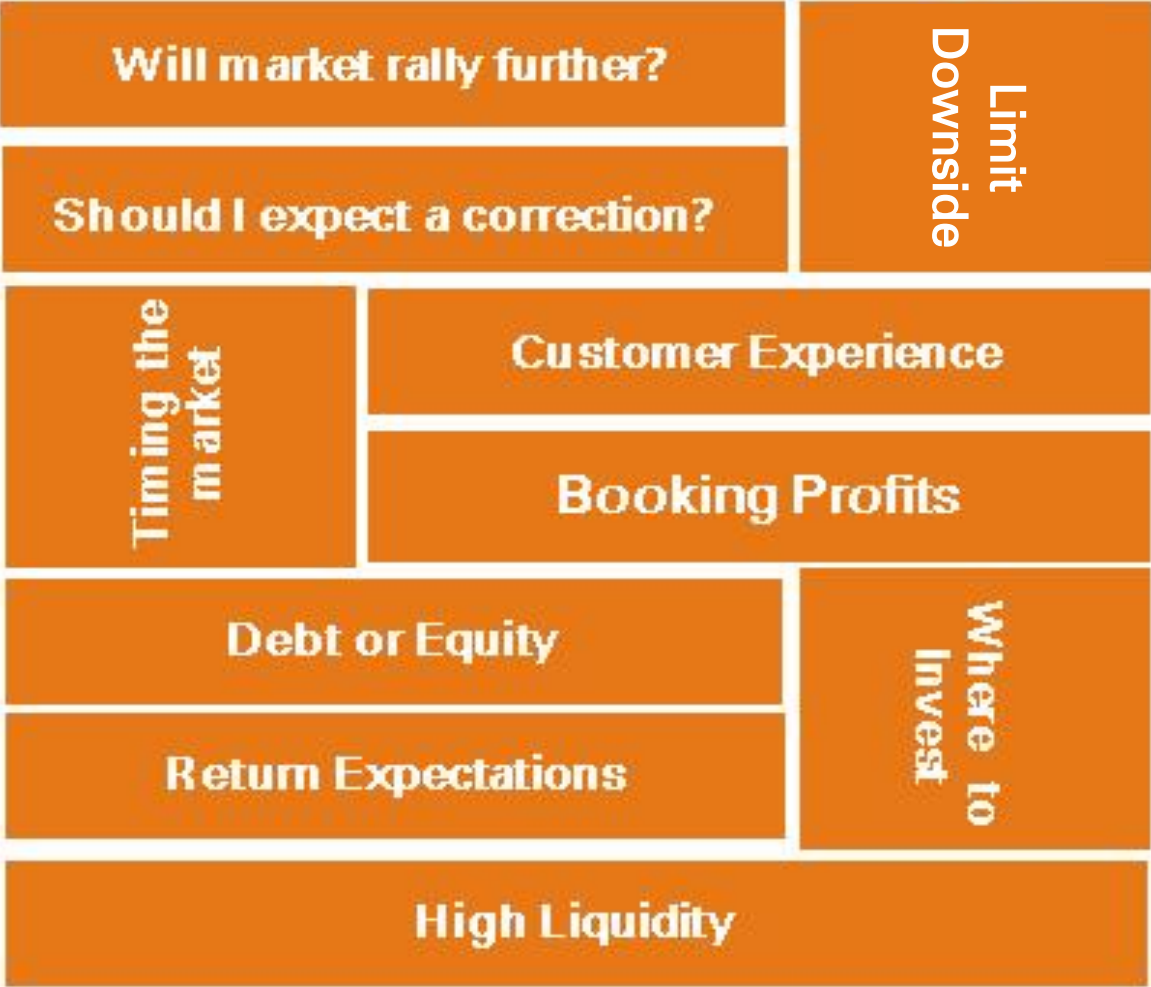 Will market rally further?
Limit
Downside
Should I expect a correction?
Timing the
market
Customer Experience
Booking Profits
Debt or Equity
Where to
Invest
Return Expectations
High Liquidity